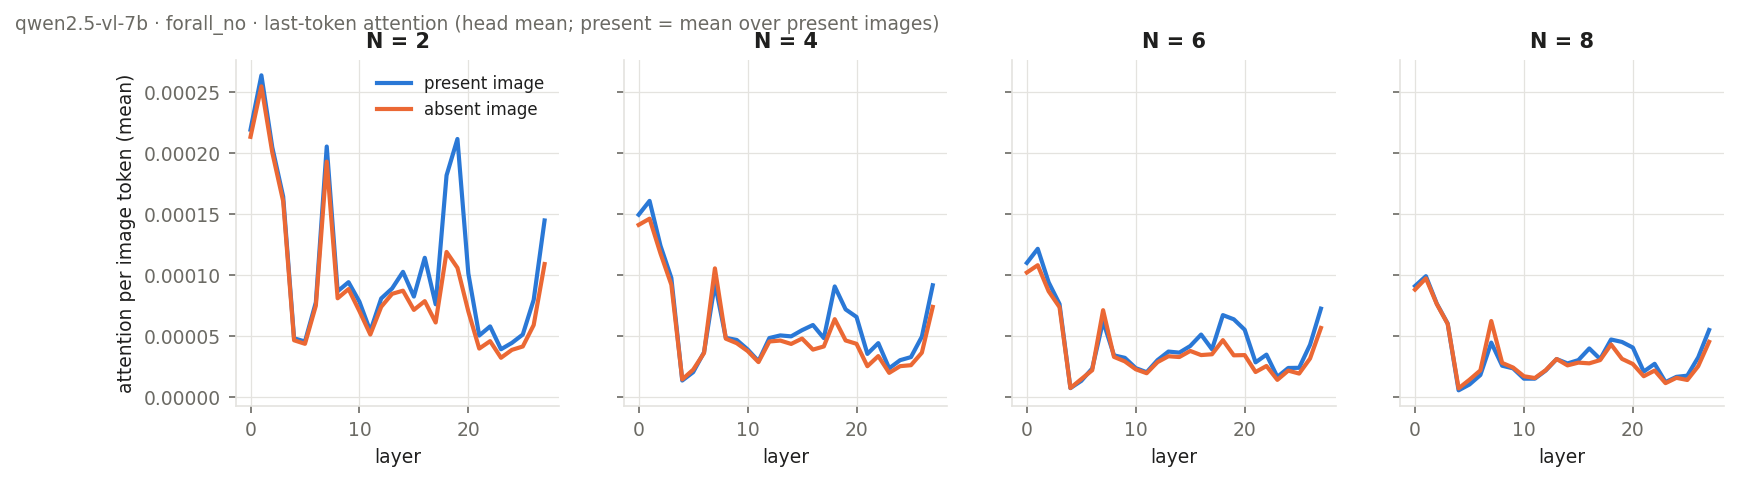 qwen2.5-vl-7b · forall_no · last-token attention (head mean; present = mean over present images)
N = 2
N = 4
N = 6
N = 8
present image
absent image
attention per image token (mean)
0.00025
0.00020
0.00015
0.00010
0.00005
0.00000
0 10 20
0 10 20
0 10 20
0 10 20
layer
layer
layer
layer